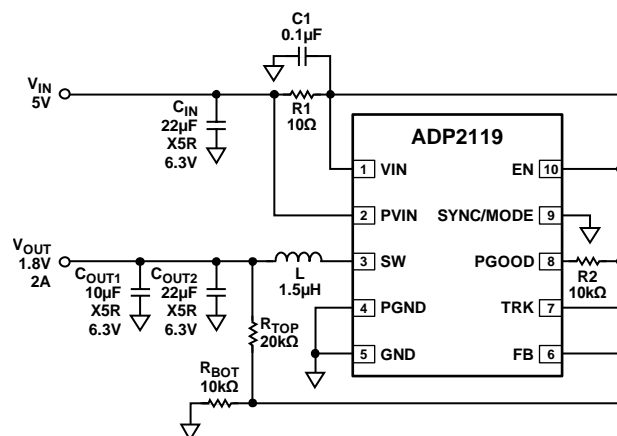 C1
0.1µF
VIN
5V
CIN
22µF
X5R
6.3V
R1
10Ω
ADP2119
1 VIN
EN 10
2 PVIN
SYNC/MODE 9
3 SW
PGOOD 8
4 PGND
TRK 7
5 GND
FB 6
R2
10kΩ
VOUT
1.8V
2A
COUT1
10µF
X5R
6.3V
COUT2
22µF
X5R
6.3V
L
1.5µH
RTOP
20kΩ
RBOT
10kΩ